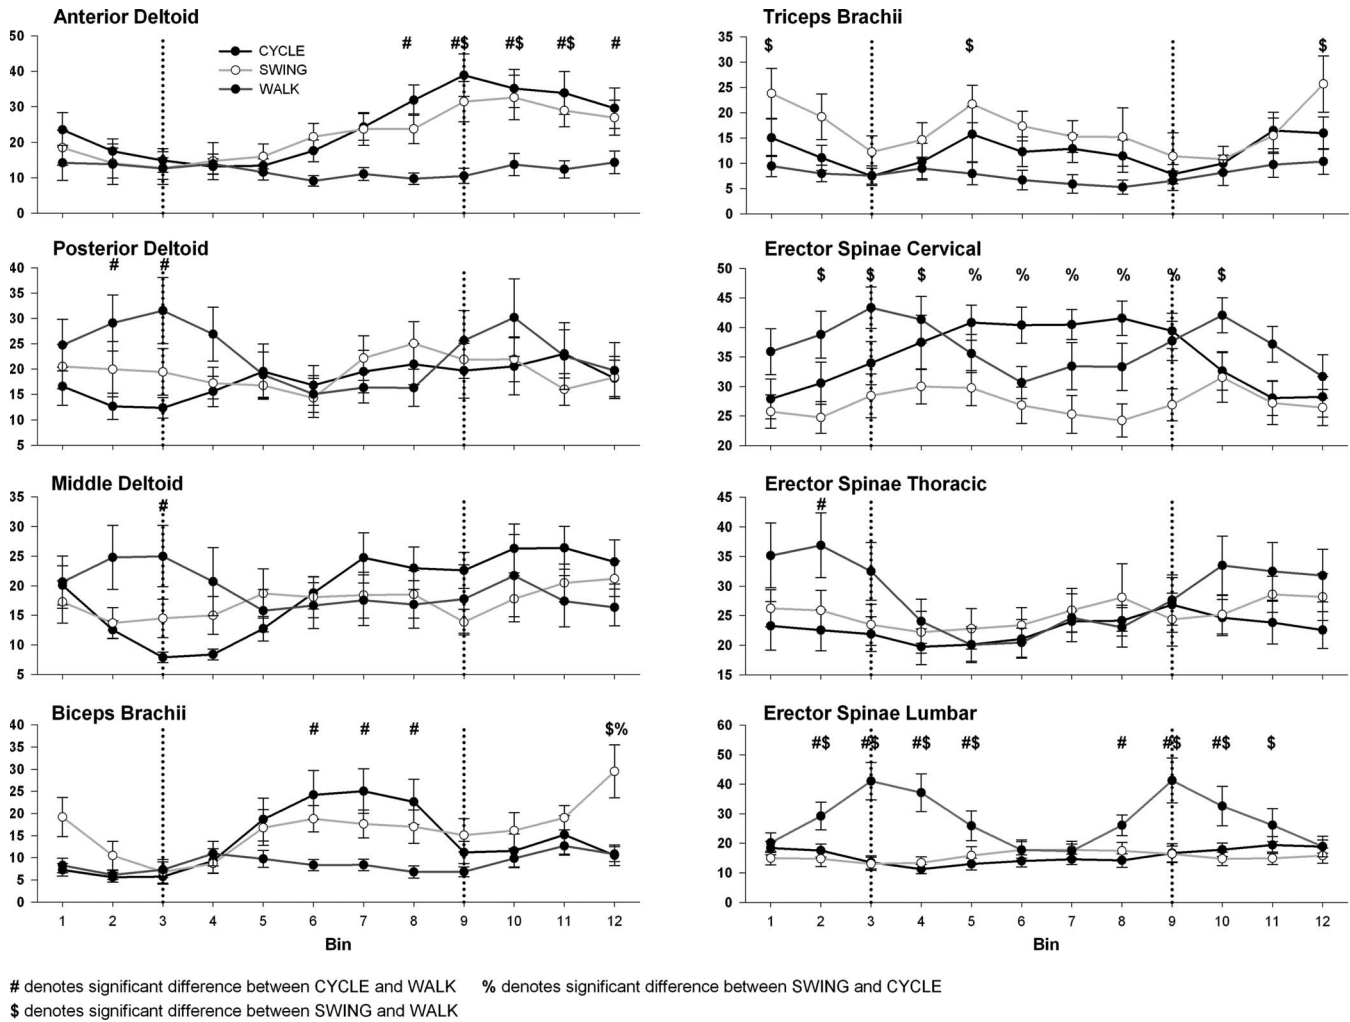 Anterior Deltoid
# #$ #$ #$ #
50
40
30
20
10
0
CYCLE
SWING
WALK
Posterior Deltoid
# #
40
35
30
25
20
15
10
5
Middle Deltoid
#
35
30
25
20
15
10
5
Biceps Brachii
# # # $%
40
35
30
25
20
15
10
5
0
1 2 3 4 5 6 7 8 9 10 11 12
Bin
Triceps Brachii
$ $ $
35
30
25
20
15
10
5
0
Erector Spinae Cervical
$ $ $ % % % % % $
50
45
40
35
30
25
20
Erector Spinae Thoracic
#
45
40
35
30
25
20
15
Erector Spinae Lumbar
#$ #$ #$ #$ # #$ #$ $
60
50
40
30
20
10
0
1 2 3 4 5 6 7 8 9 10 11 12
Bin
# denotes significant difference between CYCLE and WALK % denotes significant difference between SWING and CYCLE
$ denotes significant difference between SWING and WALK